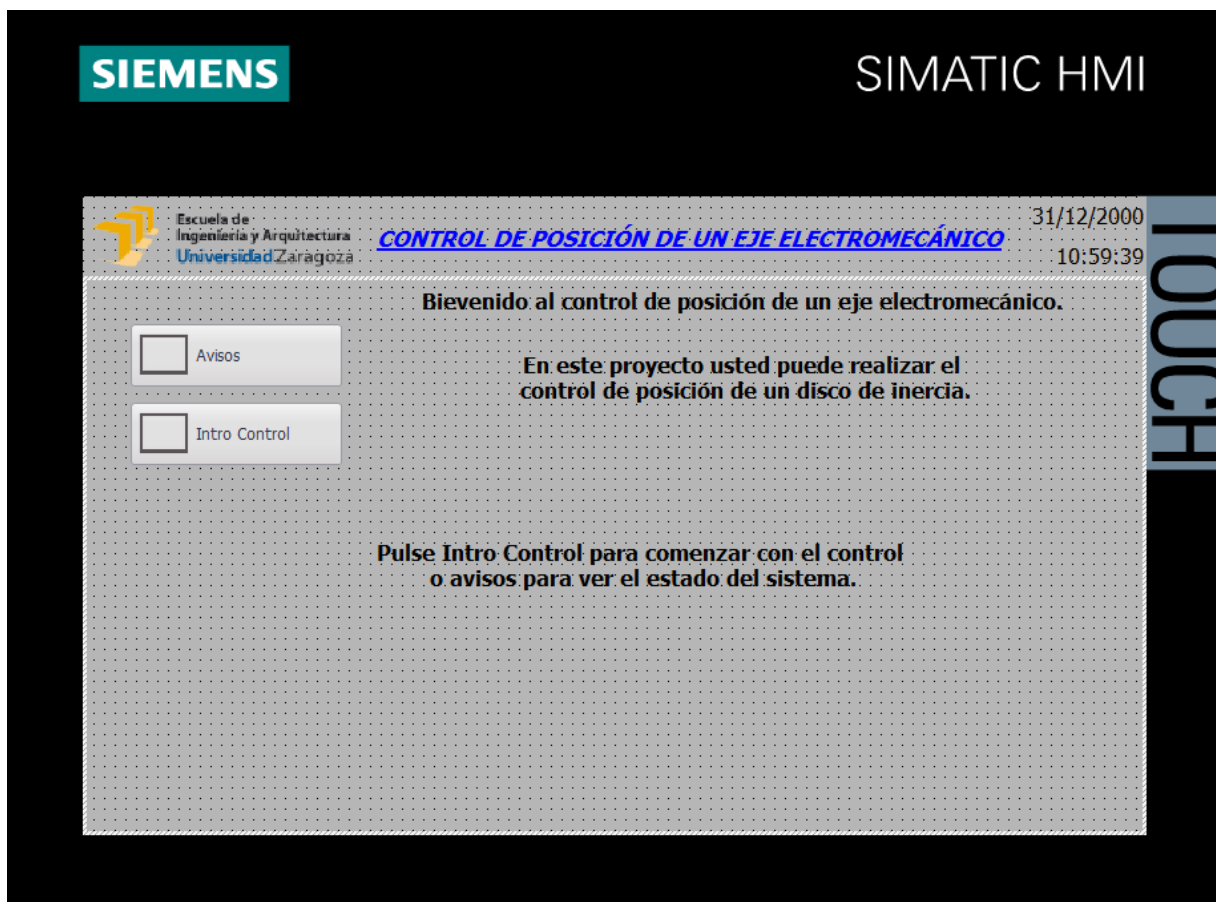 SIEMENS
SIMATIC HMI
TOUCH
Escuela de
Ingeniería y Arquitectura
Universidad Zaragoza
CONTROL DE POSICIÓN DE UN EJE ELECTROMECÁNICO
31/12/2000
10:59:39
Bievenido al control de posición de un eje electromecánico.
Avisos
En este proyecto usted puede realizar el
control de posición de un disco de inercia.
Intro Control
Pulse Intro Control para comenzar con el control
o avisos para ver el estado del sistema.